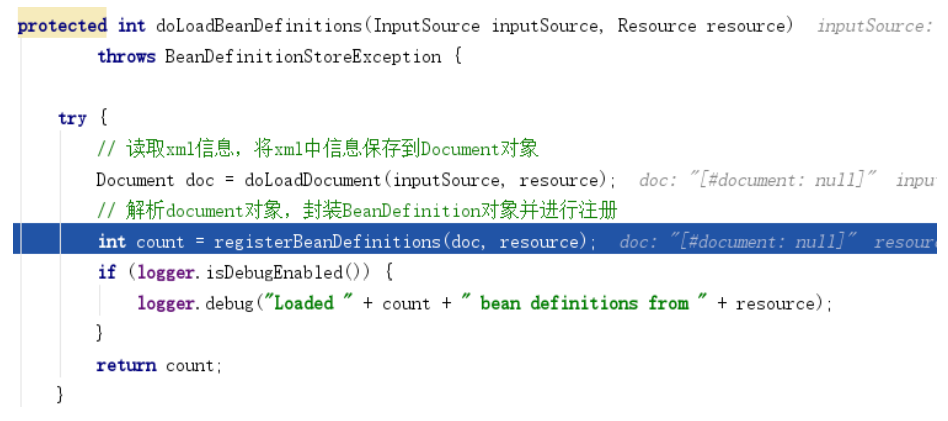 protected int doLoadBeanDefinitions(InputSource inputSource, Resource resource)  inputSource:
        throws BeanDefinitionStoreException {
    try {
        // 读取xml信息，将xml中信息保存到Document对象
        Document doc = doLoadDocument(inputSource, resource);  doc: "[#document: null]"  inpu
        // 解析document对象，封装BeanDefinition对象并进行注册
        int count = registerBeanDefinitions(doc, resource);  doc: "[#document: null]"  resour
        if (logger.isDebugEnabled()) {
            logger.debug("Loaded " + count + " bean definitions from " + resource);
        }
        return count;
    }